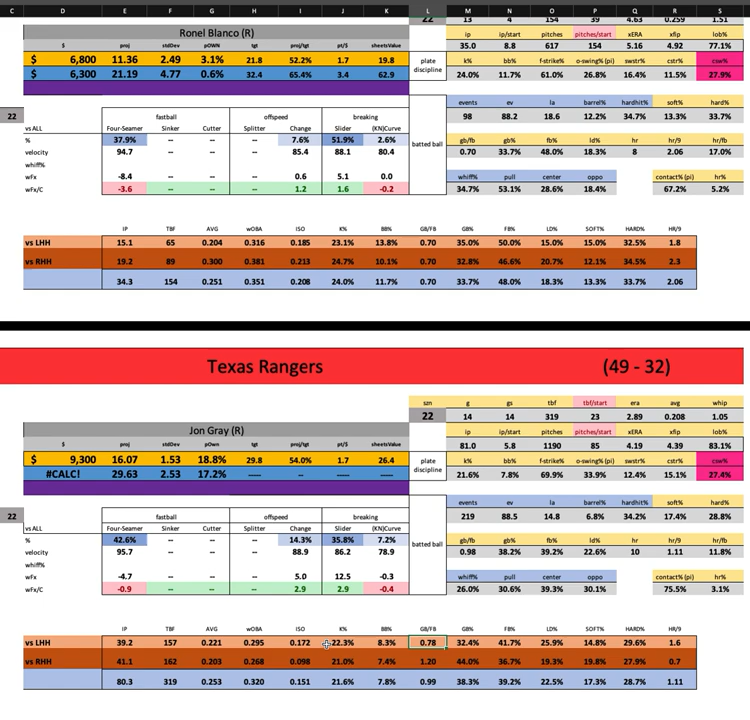 C D E F G H I J K L M N O P Q R S
22 13 4 154 39 4.63 0.259 1.51
Ronel Blanco (R) ip ip/start pitches pitches/start xERA xfip lob%
$ proj stdDev pOWN tgt proj/tgt pt/$ sheetsValue 35.0 8.8 617 154 5.16 4.92 77.1%
$ 6,800 11.36 2.49 3.1% 21.8 52.2% 1.7 19.8 plate discipline k% bb% f-strike% o-swing% (pi) swstr% cstr% csw%
$ 6,300 21.19 4.77 0.6% 32.4 65.4% 3.4 62.9 24.0% 11.7% 61.0% 26.8% 16.4% 11.5% 27.9%
events ev la barrel% hardhit% soft% hard%
22 fastball offspeed breaking 98 88.2 18.6 12.2% 34.7% 13.3% 33.7%
vs ALL Four-Seamer Sinker Cutter Splitter Change Slider (KN)Curve
% 37.9% -- -- -- 7.6% 51.9% 2.6% batted ball gb/fb gb% fb% ld% hr hr/9 hr/fb
velocity 94.7 -- -- -- 85.4 88.1 80.4 0.70 33.7% 48.0% 18.3% 8 2.06 17.0%
whiff%
wFx -8.4 -- -- -- 0.6 5.1 0.0 whiff% pull center oppo contact% (pi) hr%
wFx/C -3.6 -- -- -- 1.2 1.6 -0.2 34.7% 53.1% 28.6% 18.4% 67.2% 5.2%
IP TBF AVG wOBA ISO K% BB% GB/FB GB% FB% LD% SOFT% HARD% HR/9
vs LHH 15.1 65 0.204 0.316 0.185 23.1% 13.8% 0.70 35.0% 50.0% 15.0% 15.0% 32.5% 1.8
vs RHH 19.2 89 0.300 0.381 0.213 24.7% 10.1% 0.70 32.8% 46.6% 20.7% 12.1% 34.5% 2.3
34.3 154 0.251 0.351 0.208 24.0% 11.7% 0.70 33.7% 48.0% 18.3% 13.3% 33.7% 2.06
Texas Rangers (49 - 32)
szn g gs tbf tbf/start era avg whip
22 14 14 319 23 2.89 0.208 1.05
Jon Gray (R) ip ip/start pitches pitches/start xERA xfip lob%
$ proj stdDev pOwn tgt proj/tgt pt/$ sheetsValue 81.0 5.8 1190 85 4.19 4.39 83.1%
$ 9,300 16.07 1.53 18.8% 29.8 54.0% 1.7 26.4 plate discipline k% bb% f-strike% o-swing% (pi) swstr% cstr% csw%
#CALC! 29.63 2.53 17.2% ---- -- -- -- 21.6% 7.8% 69.9% 33.9% 12.4% 15.1% 27.4%
events ev la barrel% hardhit% soft% hard%
22 fastball offspeed breaking 219 88.5 14.8 6.8% 34.2% 17.4% 28.8%
vs ALL Four-Seamer Sinker Cutter Splitter Change Slider (KN)Curve
% 42.6% -- -- -- 14.3% 35.8% 7.2% batted ball gb/fb gb% fb% ld% hr hr/9 hr/fb
velocity 95.7 -- -- -- 88.9 86.2 78.9 0.98 38.2% 39.2% 22.6% 10 1.11 11.8%
whiff%
wFx -4.7 -- -- -- 5.0 12.5 -0.3 whiff% pull center oppo contact% (pi) hr%
wFx/C -0.9 -- -- -- 2.9 2.9 -0.4 26.0% 30.6% 39.3% 30.1% 75.5% 3.1%
IP TBF AVG wOBA ISO K% BB% GB/FB GB% FB% LD% SOFT% HARD% HR/9
vs LHH 39.2 157 0.221 0.295 0.172 22.3% 8.3% 0.78 32.4% 41.7% 25.9% 14.8% 29.6% 1.6
vs RHH 41.1 162 0.203 0.268 0.098 21.0% 7.4% 1.20 44.0% 36.7% 19.3% 19.8% 27.9% 0.7
80.3 319 0.253 0.320 0.151 21.6% 7.8% 0.99 38.3% 39.2% 22.5% 17.3% 28.7% 1.11